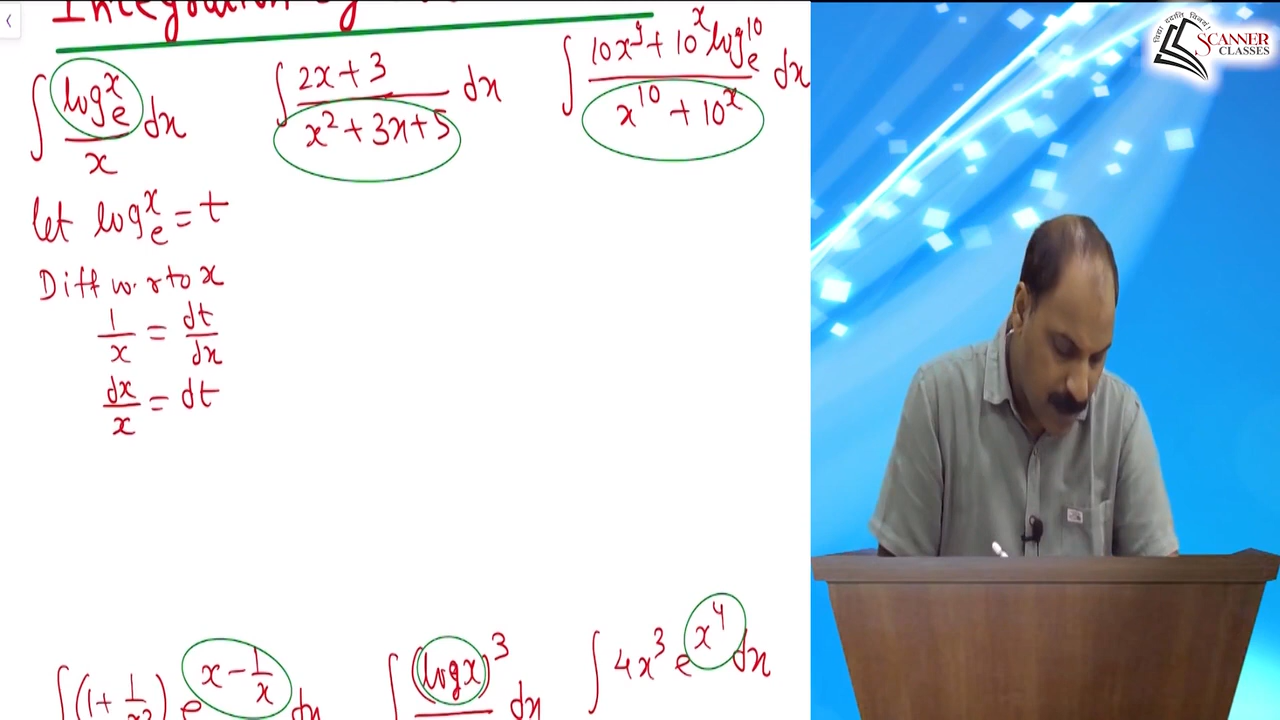 Integration
∫ log_e^x / x dx
∫ 2x+3 / x²+3x+5 dx
∫ 10x⁹+10^x log_e^10 / x^10+10^x dx
let log_e^x = t
Diff w.r to x
1/x = dt/dx
dx/x = dt
∫(1+1/x²) e^(x-1/x) dx
∫ (log x)³ dx
∫ 4x³ e^x⁴ dx
विद्या ददाति विनयं
SCANNER
CLASSES